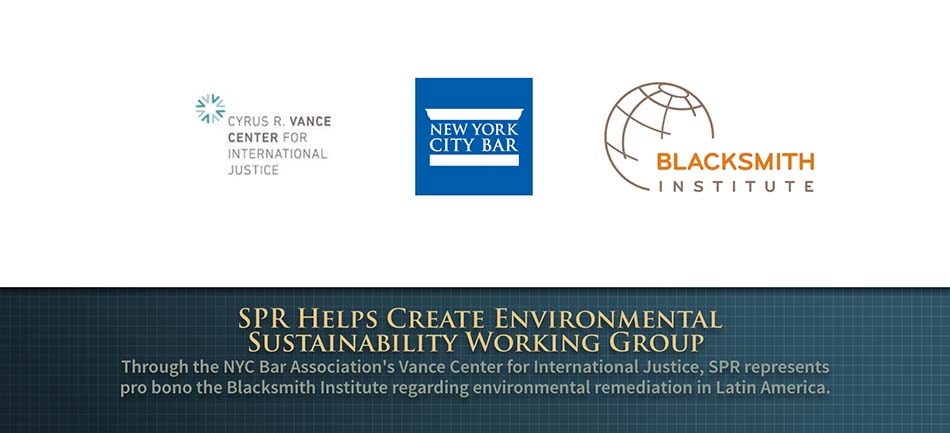 CYRUS R. VANCE
CENTER FOR
INTERNATIONAL
JUSTICE
NEW YORK
CITY BAR
BLACKSMITH
INSTITUTE
SPR HELPS CREATE ENVIRONMENTAL
SUSTAINABILITY WORKING GROUP
Through the NYC Bar Association's Vance Center for International Justice, SPR represents
pro bono the Blacksmith Institute regarding environmental remediation in Latin America.